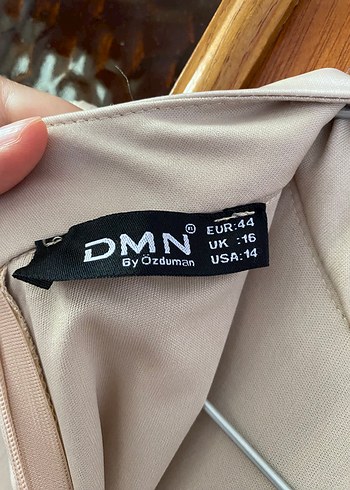 DMN
By Özduman
EUR:44
UK :16
USA:14